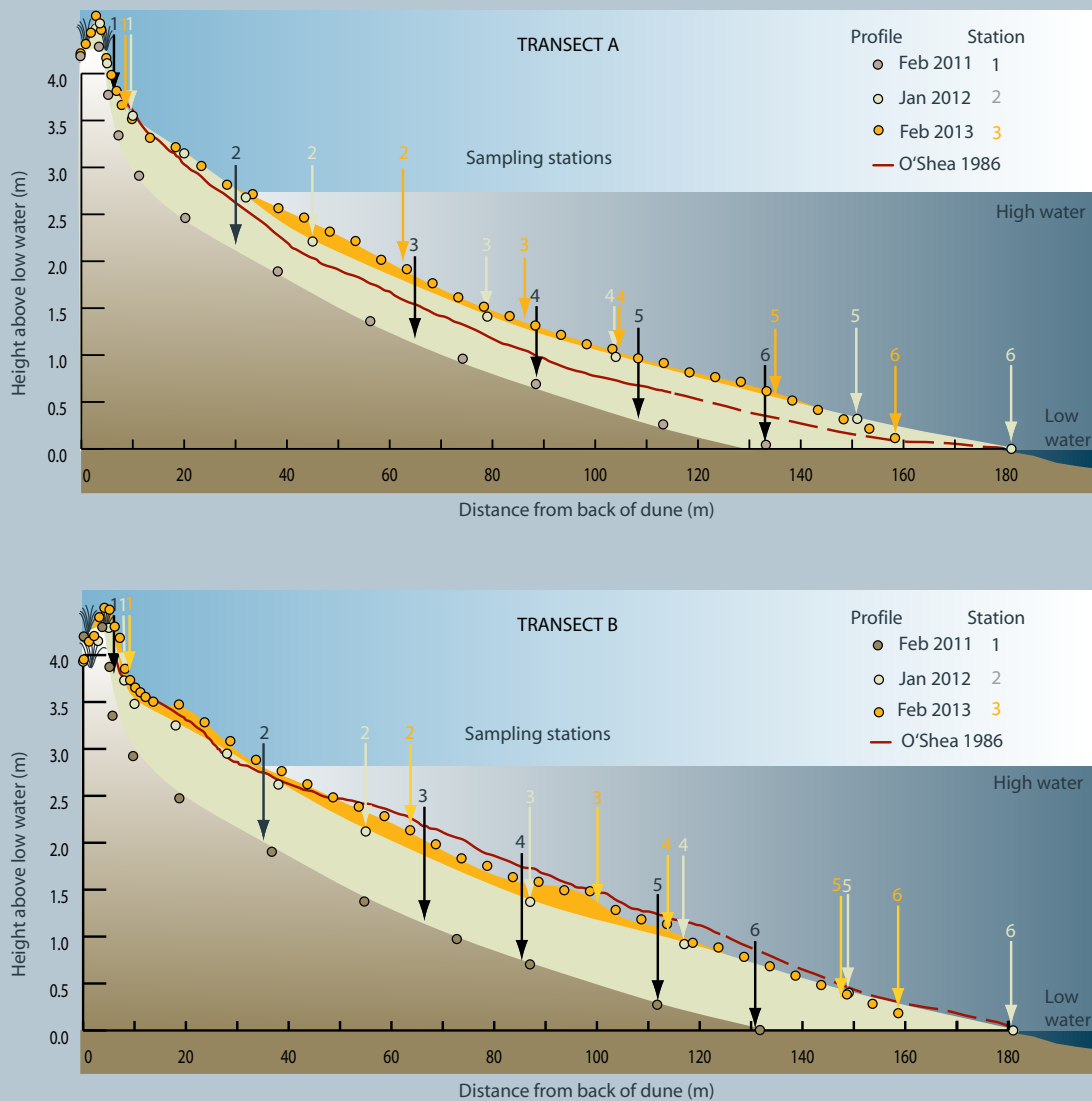 TRANSECT A
Profile Station
Feb 2011 1
Jan 2012 2
Feb 2013 3
O'Shea 1986
Sampling stations
High water
Low
water
1 1 1
2 2 2
3 3 3
4 4 4
5 5 5
6 6 6
Height above low water (m)
4.0
3.5
3.0
2.5
2.0
1.5
1.0
0.5
0.0
0 20 40 60 80 100 120 140 160 180
Distance from back of dune (m)
TRANSECT B
Profile Station
Feb 2011 1
Jan 2012 2
Feb 2013 3
O'Shea 1986
Sampling stations
High water
Low
water
1 1 1
2 2 2
3 3 3
4 4 4
5 5 5
6 6 6
Height above low water (m)
4.0
3.5
3.0
2.5
2.0
1.5
1.0
0.5
0.0
0 20 40 60 80 100 120 140 160 180
Distance from back of dune (m)